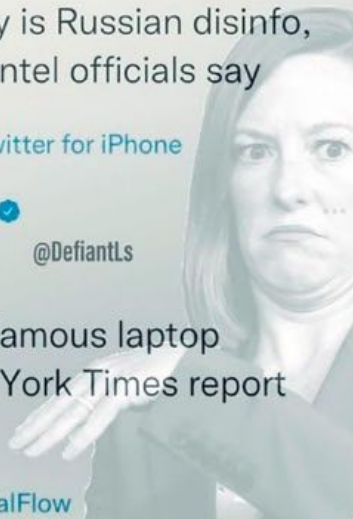 y is Russian disinfo,
ntel officials say
witter for iPhone
@DefiantLs
amous laptop
York Times report
alFlow